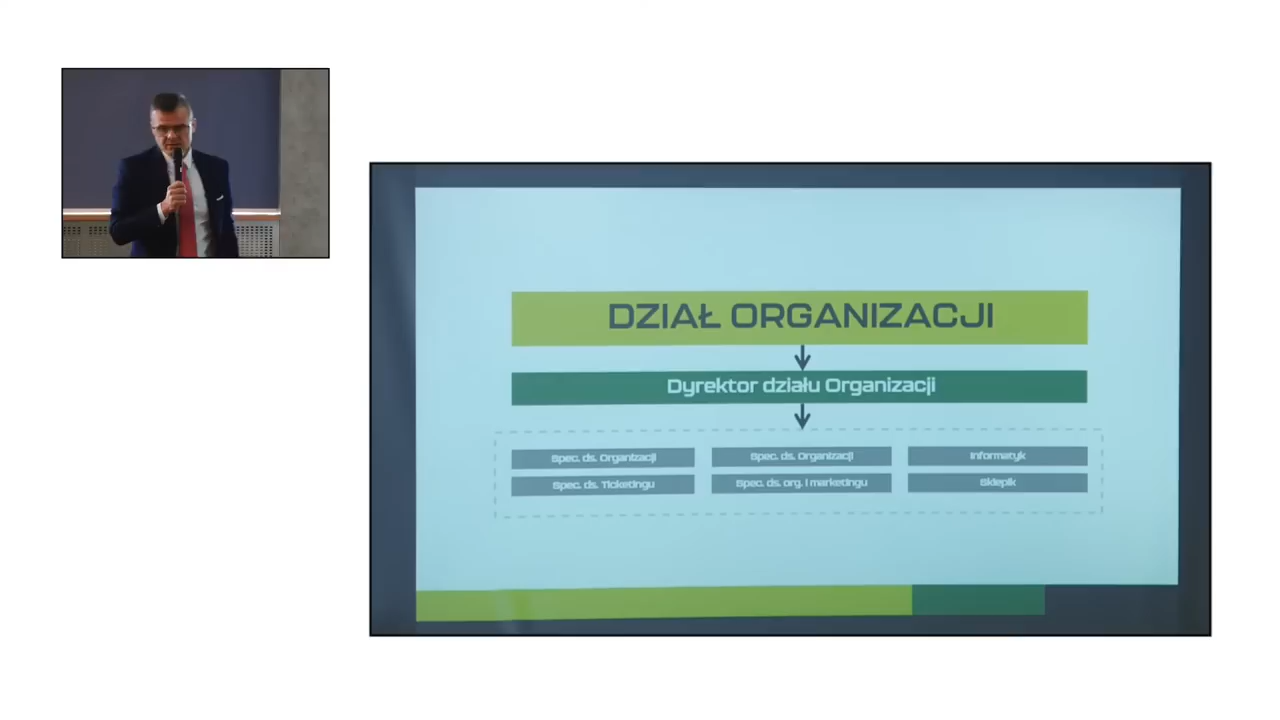 DZIAŁ ORGANIZACJI
Dyrektor działu Organizacji
Spec. ds. Organizacji
Spec. ds. Organizacji
Informatyk
Spec. ds. Ticketingu
Spec. ds. org. i marketingu
Sklepik